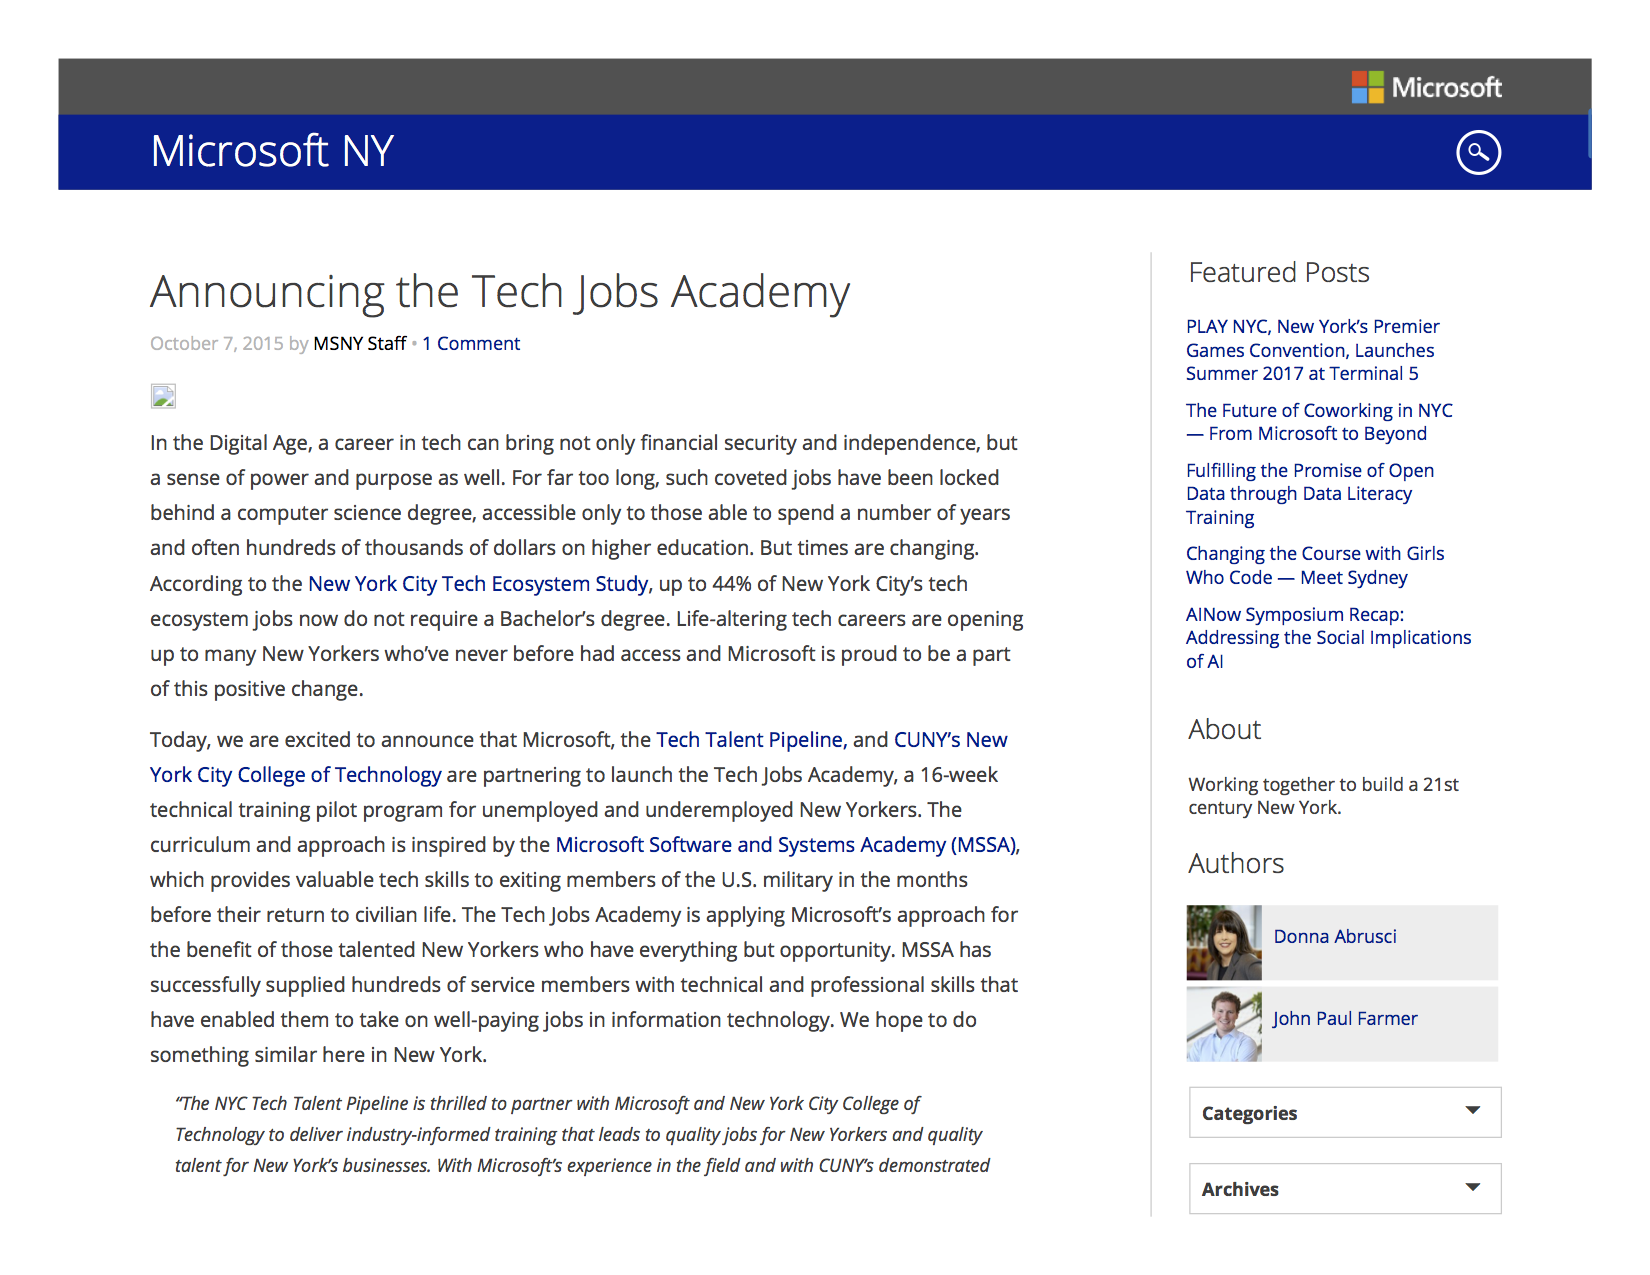 Microsoft
Microsoft NY
Announcing the Tech Jobs Academy
October 7, 2015 by MSNY Staff • 1 Comment
In the Digital Age, a career in tech can bring not only financial security and independence, but
a sense of power and purpose as well. For far too long, such coveted jobs have been locked
behind a computer science degree, accessible only to those able to spend a number of years
and often hundreds of thousands of dollars on higher education. But times are changing.
According to the New York City Tech Ecosystem Study, up to 44% of New York City’s tech
ecosystem jobs now do not require a Bachelor’s degree. Life-altering tech careers are opening
up to many New Yorkers who’ve never before had access and Microsoft is proud to be a part
of this positive change.
Today, we are excited to announce that Microsoft, the Tech Talent Pipeline, and CUNY’s New
York City College of Technology are partnering to launch the Tech Jobs Academy, a 16-week
technical training pilot program for unemployed and underemployed New Yorkers. The
curriculum and approach is inspired by the Microsoft Software and Systems Academy (MSSA),
which provides valuable tech skills to exiting members of the U.S. military in the months
before their return to civilian life. The Tech Jobs Academy is applying Microsoft’s approach for
the benefit of those talented New Yorkers who have everything but opportunity. MSSA has
successfully supplied hundreds of service members with technical and professional skills that
have enabled them to take on well-paying jobs in information technology. We hope to do
something similar here in New York.
“The NYC Tech Talent Pipeline is thrilled to partner with Microsoft and New York City College of
Technology to deliver industry-informed training that leads to quality jobs for New Yorkers and quality
talent for New York’s businesses. With Microsoft’s experience in the field and with CUNY’s demonstrated
Featured Posts
PLAY NYC, New York’s Premier
Games Convention, Launches
Summer 2017 at Terminal 5
The Future of Coworking in NYC
— From Microsoft to Beyond
Fulfilling the Promise of Open
Data through Data Literacy
Training
Changing the Course with Girls
Who Code — Meet Sydney
AINow Symposium Recap:
Addressing the Social Implications
of AI
About
Working together to build a 21st
century New York.
Authors
Donna Abrusci
John Paul Farmer
Categories
Archives